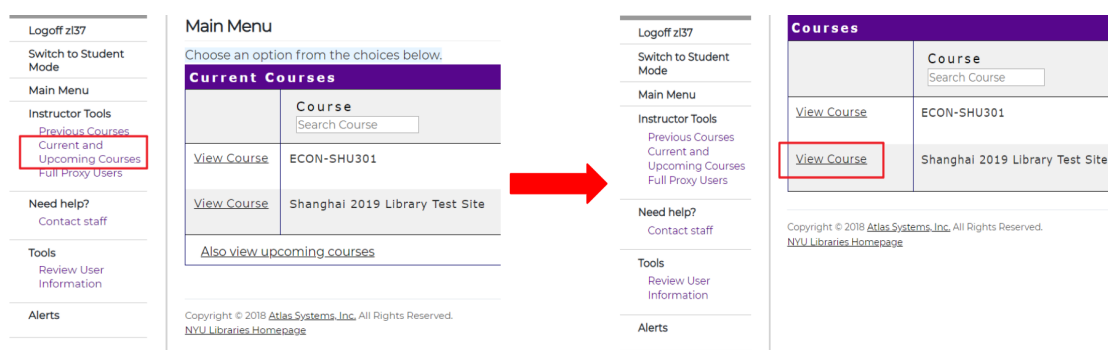 Logoff zl37
Switch to Student
Mode
Main Menu
Instructor Tools
Previous Courses
Current and
Upcoming Courses
Full Proxy Users
Need help?
Contact staff
Tools
Review User
Information
Alerts
Main Menu
Choose an option from the choices below.
Current Courses
Course
Search Course
View Course ECON-SHU301
View Course Shanghai 2019 Library Test Site
Also view upcoming courses
Copyright © 2018 Atlas Systems, Inc. All Rights Reserved.
NYU Libraries Homepage
Logoff zl37
Switch to Student
Mode
Main Menu
Instructor Tools
Previous Courses
Current and
Upcoming Courses
Full Proxy Users
Need help?
Contact staff
Tools
Review User
Information
Alerts
Courses
Course
Search Course
View Course ECON-SHU301
View Course Shanghai 2019 Library Test Site
Copyright © 2018 Atlas Systems, Inc. All Rights Reserved.
NYU Libraries Homepage